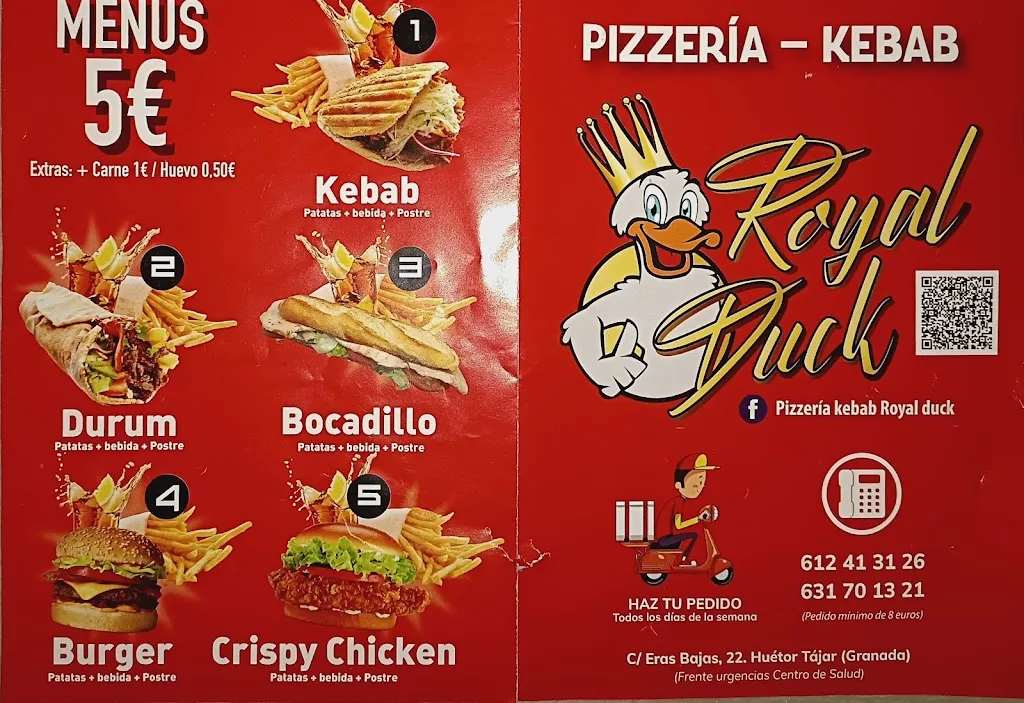 MENÚS
5€
Extras: + Carne 1€ / Huevo 0,50€
1
Kebab
Patatas + bebida + Postre
2
Durum
Patatas + bebida + Postre
3
Bocadillo
Patatas + bebida + Postre
4
Burger
Patatas + bebida + Postre
5
Crispy Chicken
Patatas + bebida + Postre
PIZZERÍA – KEBAB
Royal
Duck
f Pizzería kebab Royal duck
HAZ TU PEDIDO
Todos los días de la semana
612 41 31 26
631 70 13 21
(Pedido mínimo de 8 euros)
C/ Eras Bajas, 22. Huétor Tájar (Granada)
(Frente urgencias Centro de Salud)